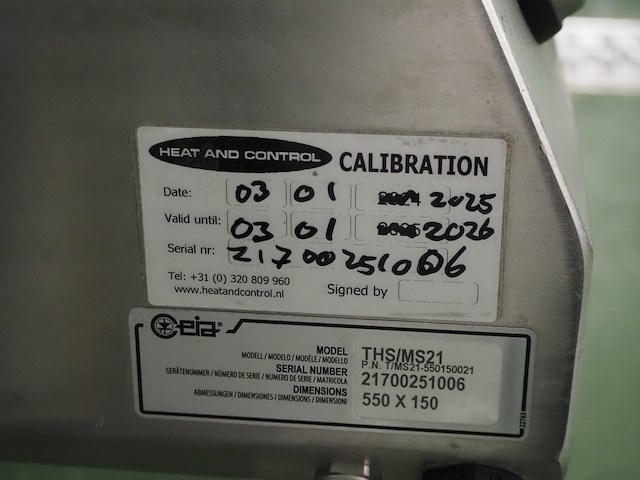 HEAT AND CONTROL ® CALIBRATION
Date: 03 01 2025
Valid until: 03 01 2026
Serial nr: 21700251006
Tel: +31 (0) 320 809 960
www.heatandcontrol.nl Signed by
ceia®
MODEL THS/MS21
MODELL / MODELO / MODÈLE / MODELLO P.N. T/MS21-550150021
SERIAL NUMBER 21700251006
GERÄTENUMMER / NÚMERO DE SERIE / NUMERO DE SERIE / MATRICOLA
DIMENSIONS 550 X 150
ABMESSUNGEN / DIMENSIONES / DIMENSIONS / DIMENSIONI